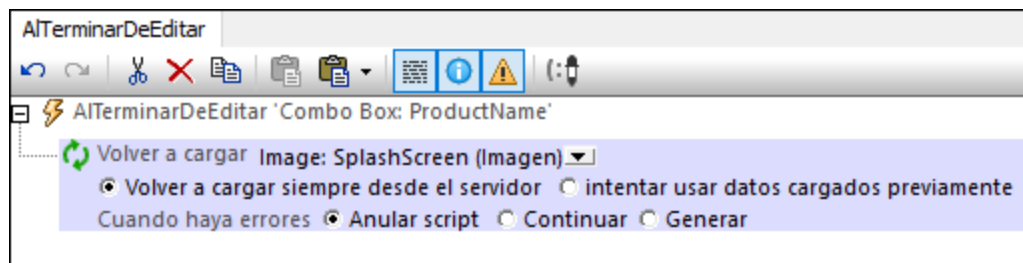 AlTerminarDeEditar
AlTerminarDeEditar 'Combo Box: ProductName'
Volver a cargar Image: SplashScreen (Imagen)
Volver a cargar siempre desde el servidor intentar usar datos cargados previamente
Cuando haya errores Anular script Continuar Generar